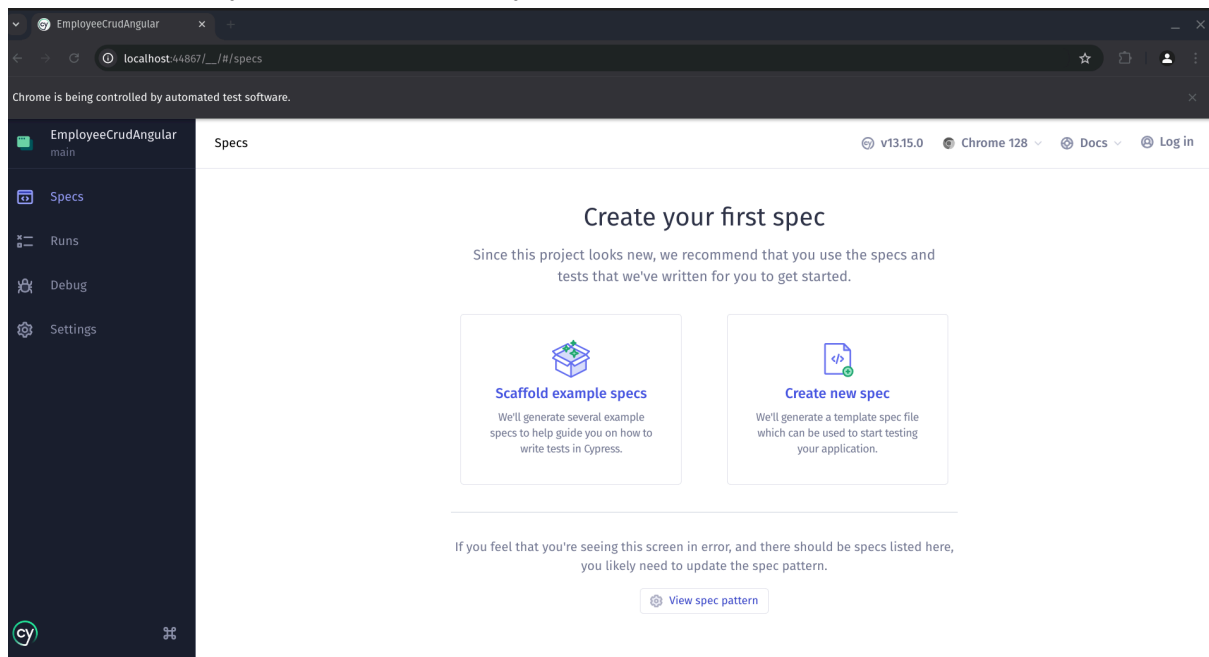 EmployeeCrudAngular
localhost:44867/__/#/specs
Chrome is being controlled by automated test software.
EmployeeCrudAngular
main
Specs
v13.15.0
Chrome 128
Docs
Log in
Specs
Runs
Debug
Settings
Create your first spec
Since this project looks new, we recommend that you use the specs and
tests that we've written for you to get started.
Scaffold example specs
We'll generate several example
specs to help guide you on how to
write tests in Cypress.
Create new spec
We'll generate a template spec file
which can be used to start testing
your application.
If you feel that you're seeing this screen in error, and there should be specs listed here,
you likely need to update the spec pattern.
View spec pattern
cy